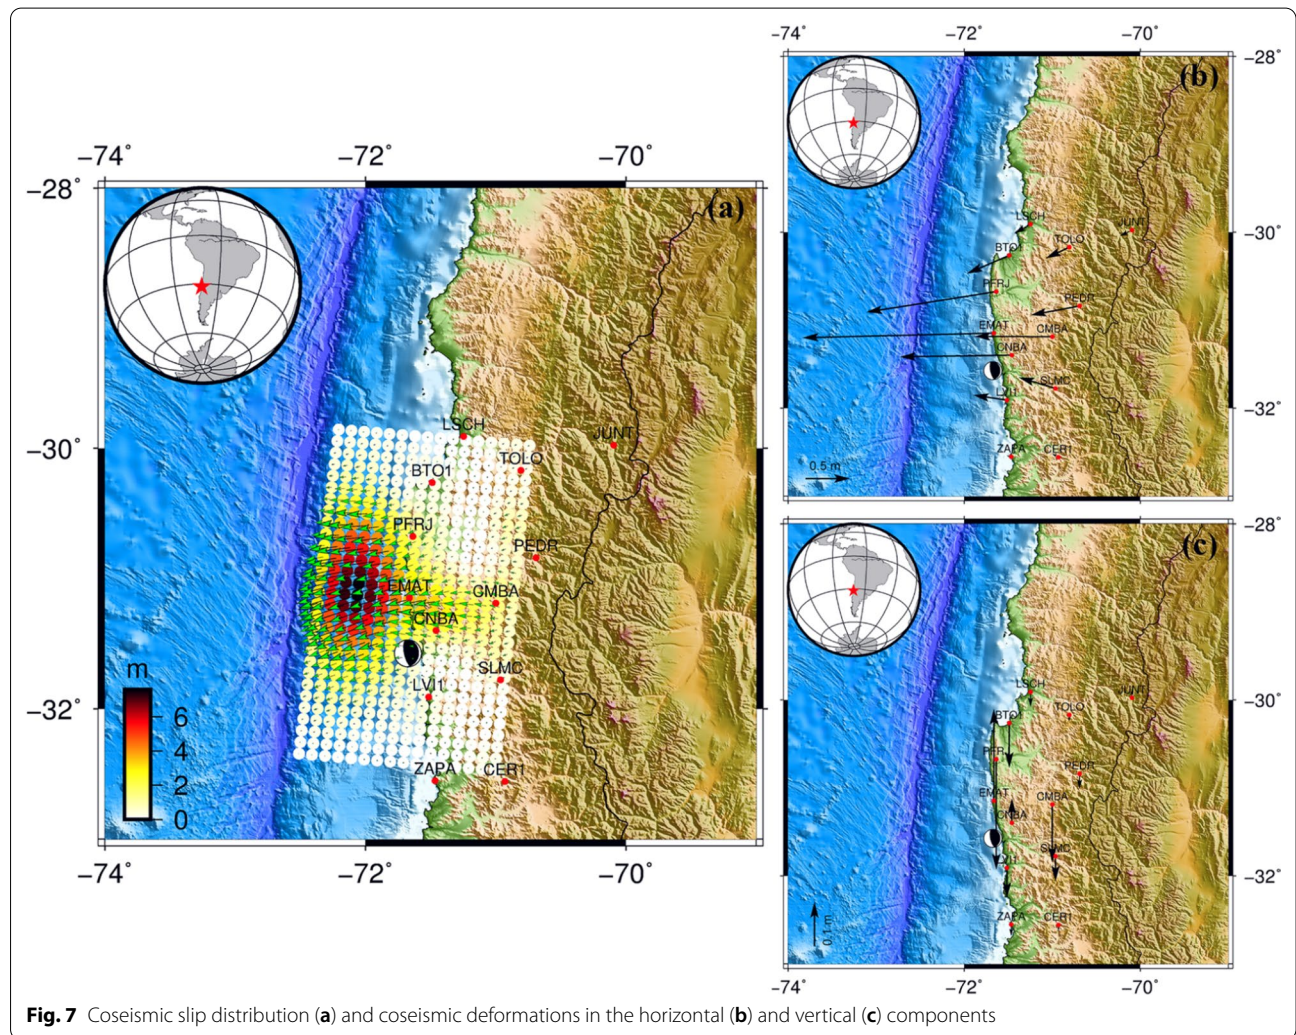 −74˚ −72˚ −70˚
−28˚
(a)
−30˚
−32˚
LSCH
JUNT
TOLO
BTO1
PFRJ
PEDR
EMAT
CMBA
CNBA
SLMC
LVI1
ZAPA
CER1
m
6
4
2
0
−74˚ −72˚ −70˚
−74˚ −72˚ −70˚
−28˚
(b)
LSCH
JUNT
TOLO
BTO1
−30˚
PFRJ
PEDR
EMAT
CMBA
CNBA
SLMC
LVI1
−32˚
ZAPA
CER1
0.5 m
−28˚
(c)
LSCH
JUNT
TOLO
BTO1
−30˚
PFR
PEDR
EMAT
CMBA
CNBA
SLMC
LVI1
−32˚
ZAPA
CER1
0.1 m
−74˚ −72˚ −70˚
Fig. 7 Coseismic slip distribution (a) and coseismic deformations in the horizontal (b) and vertical (c) components